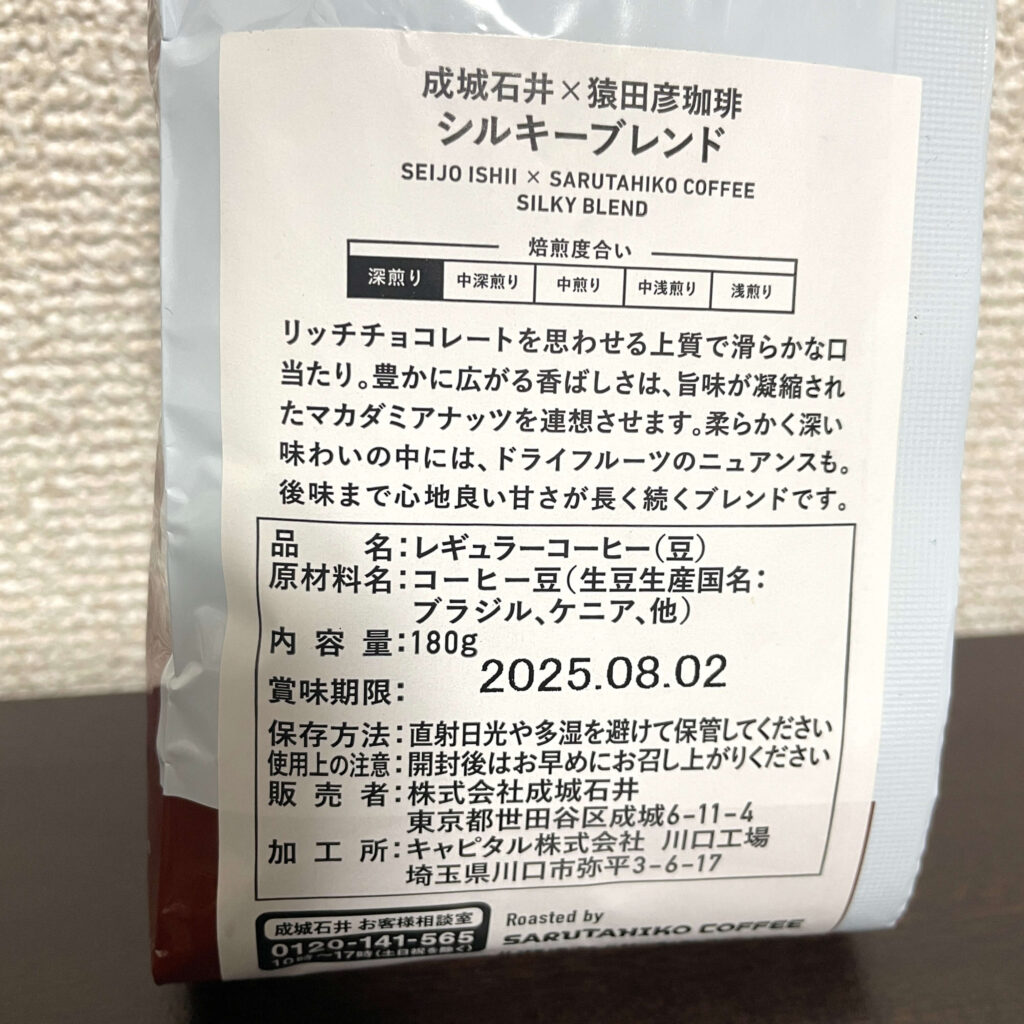 成城石井×猿田彦珈琲
シルキーブレンド
SEIJO ISHII × SARUTAHIKO COFFEE
SILKY BLEND
焙煎度合い
深煎り 中深煎り 中煎り 中浅煎り 浅煎り
リッチチョコレートを思わせる上質で滑らかな口
当たり。豊かに広がる香ばしさは、旨味が凝縮され
たマカダミアナッツを連想させます。柔らかく深い
味わいの中には、ドライフルーツのニュアンスも。
後味まで心地良い甘さが長く続くブレンドです。
品名：レギュラーコーヒー（豆）
原材料名：コーヒー豆（生豆生産国名：
ブラジル、ケニア、他）
内容量：180g
賞味期限： 2025.08.02
保存方法：直射日光や多湿を避けて保管してください
使用上の注意：開封後はお早めにお召し上がりください
販売者：株式会社成城石井
東京都世田谷区成城6-11-4
加工所：キャピタル株式会社 川口工場
埼玉県川口市弥平3-6-17
成城石井 お客様相談室
0120-141-565
10時～17時（土日祝を除く）
Roasted by
SARUTAHIKO COFFEE